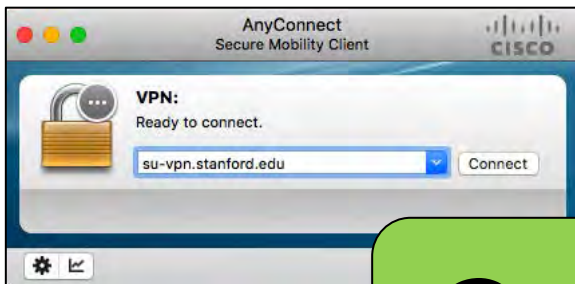 AnyConnect
Secure Mobility Client
CISCO
VPN:
Ready to connect.
su-vpn.stanford.edu
Connect